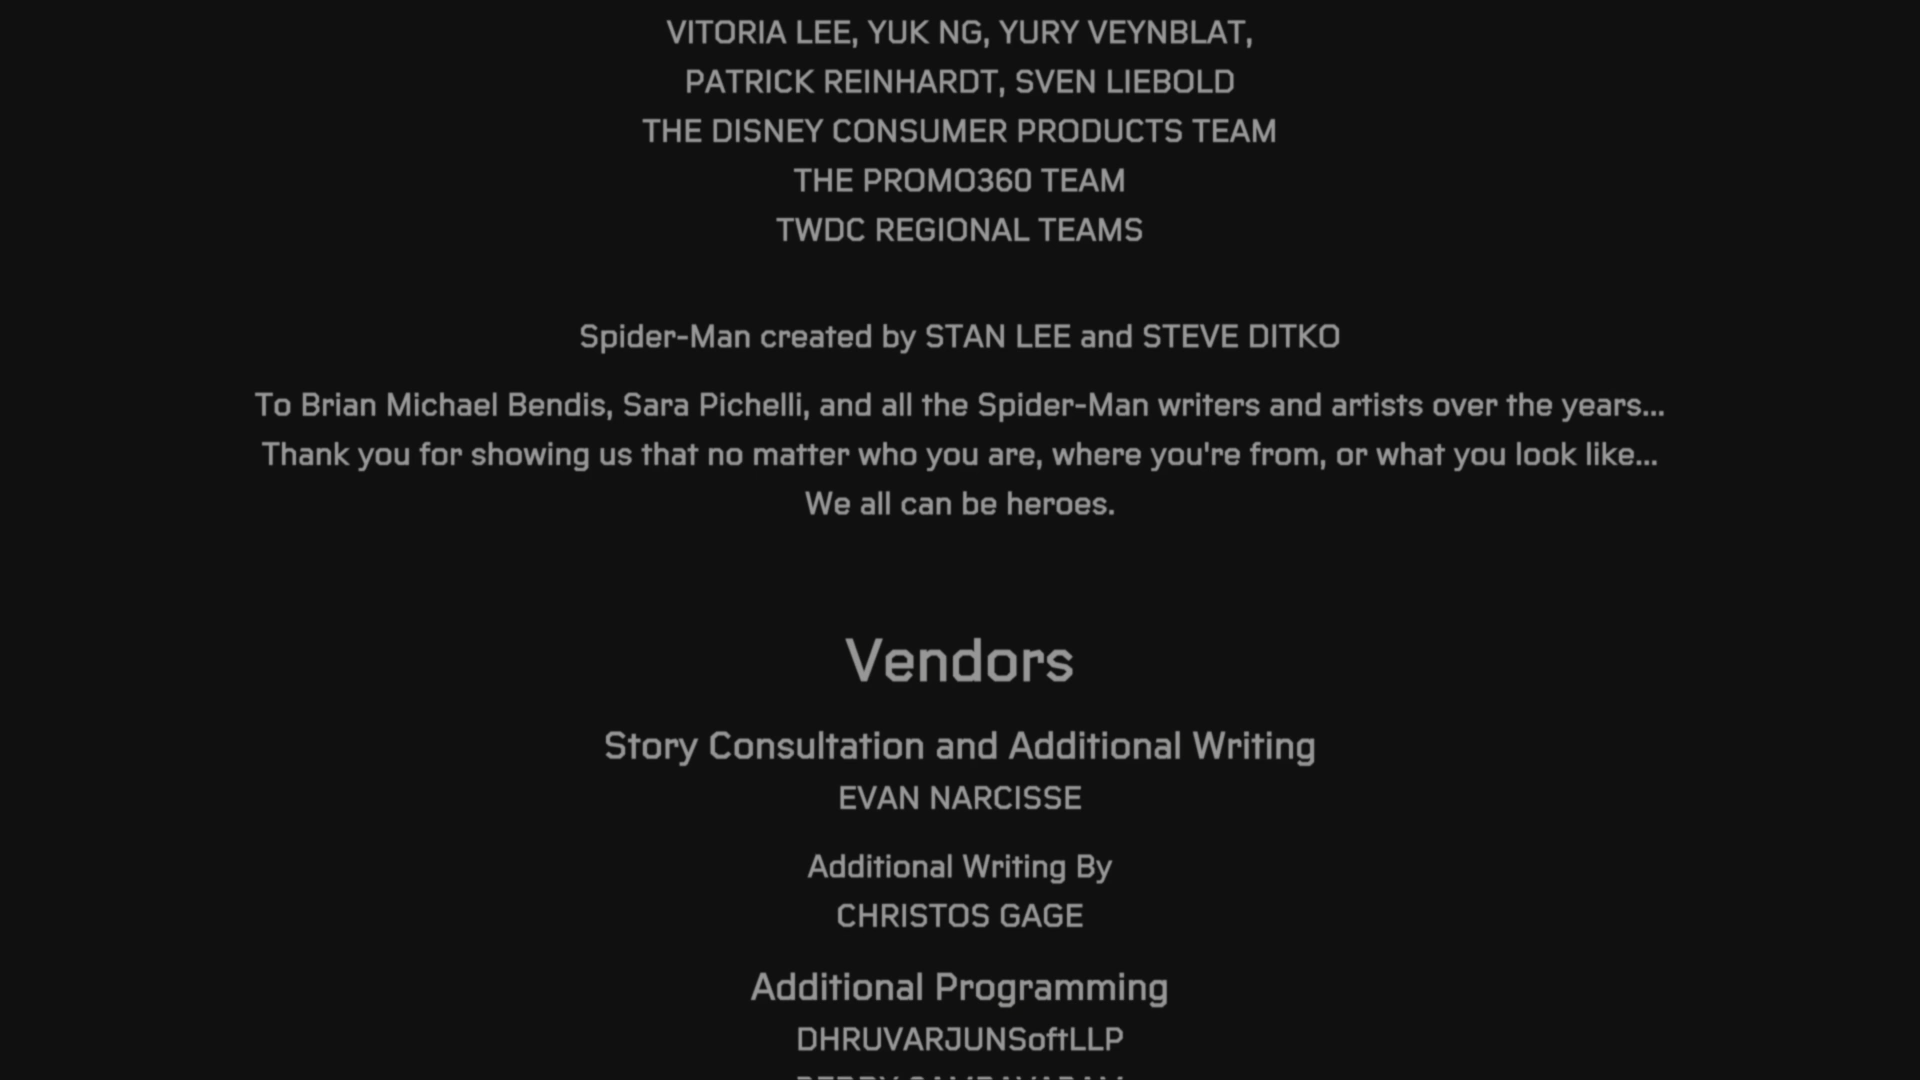 VITORIA LEE, YUK NG, YURY VEYNBLAT,
PATRICK REINHARDT, SVEN LIEBOLD
THE DISNEY CONSUMER PRODUCTS TEAM
THE PROMO360 TEAM
TWDC REGIONAL TEAMS
Spider-Man created by STAN LEE and STEVE DITKO
To Brian Michael Bendis, Sara Pichelli, and all the Spider-Man writers and artists over the years...
Thank you for showing us that no matter who you are, where you're from, or what you look like...
We all can be heroes.
Vendors
Story Consultation and Additional Writing
EVAN NARCISSE
Additional Writing By
CHRISTOS GAGE
Additional Programming
DHRUVARJUNSoftLLP